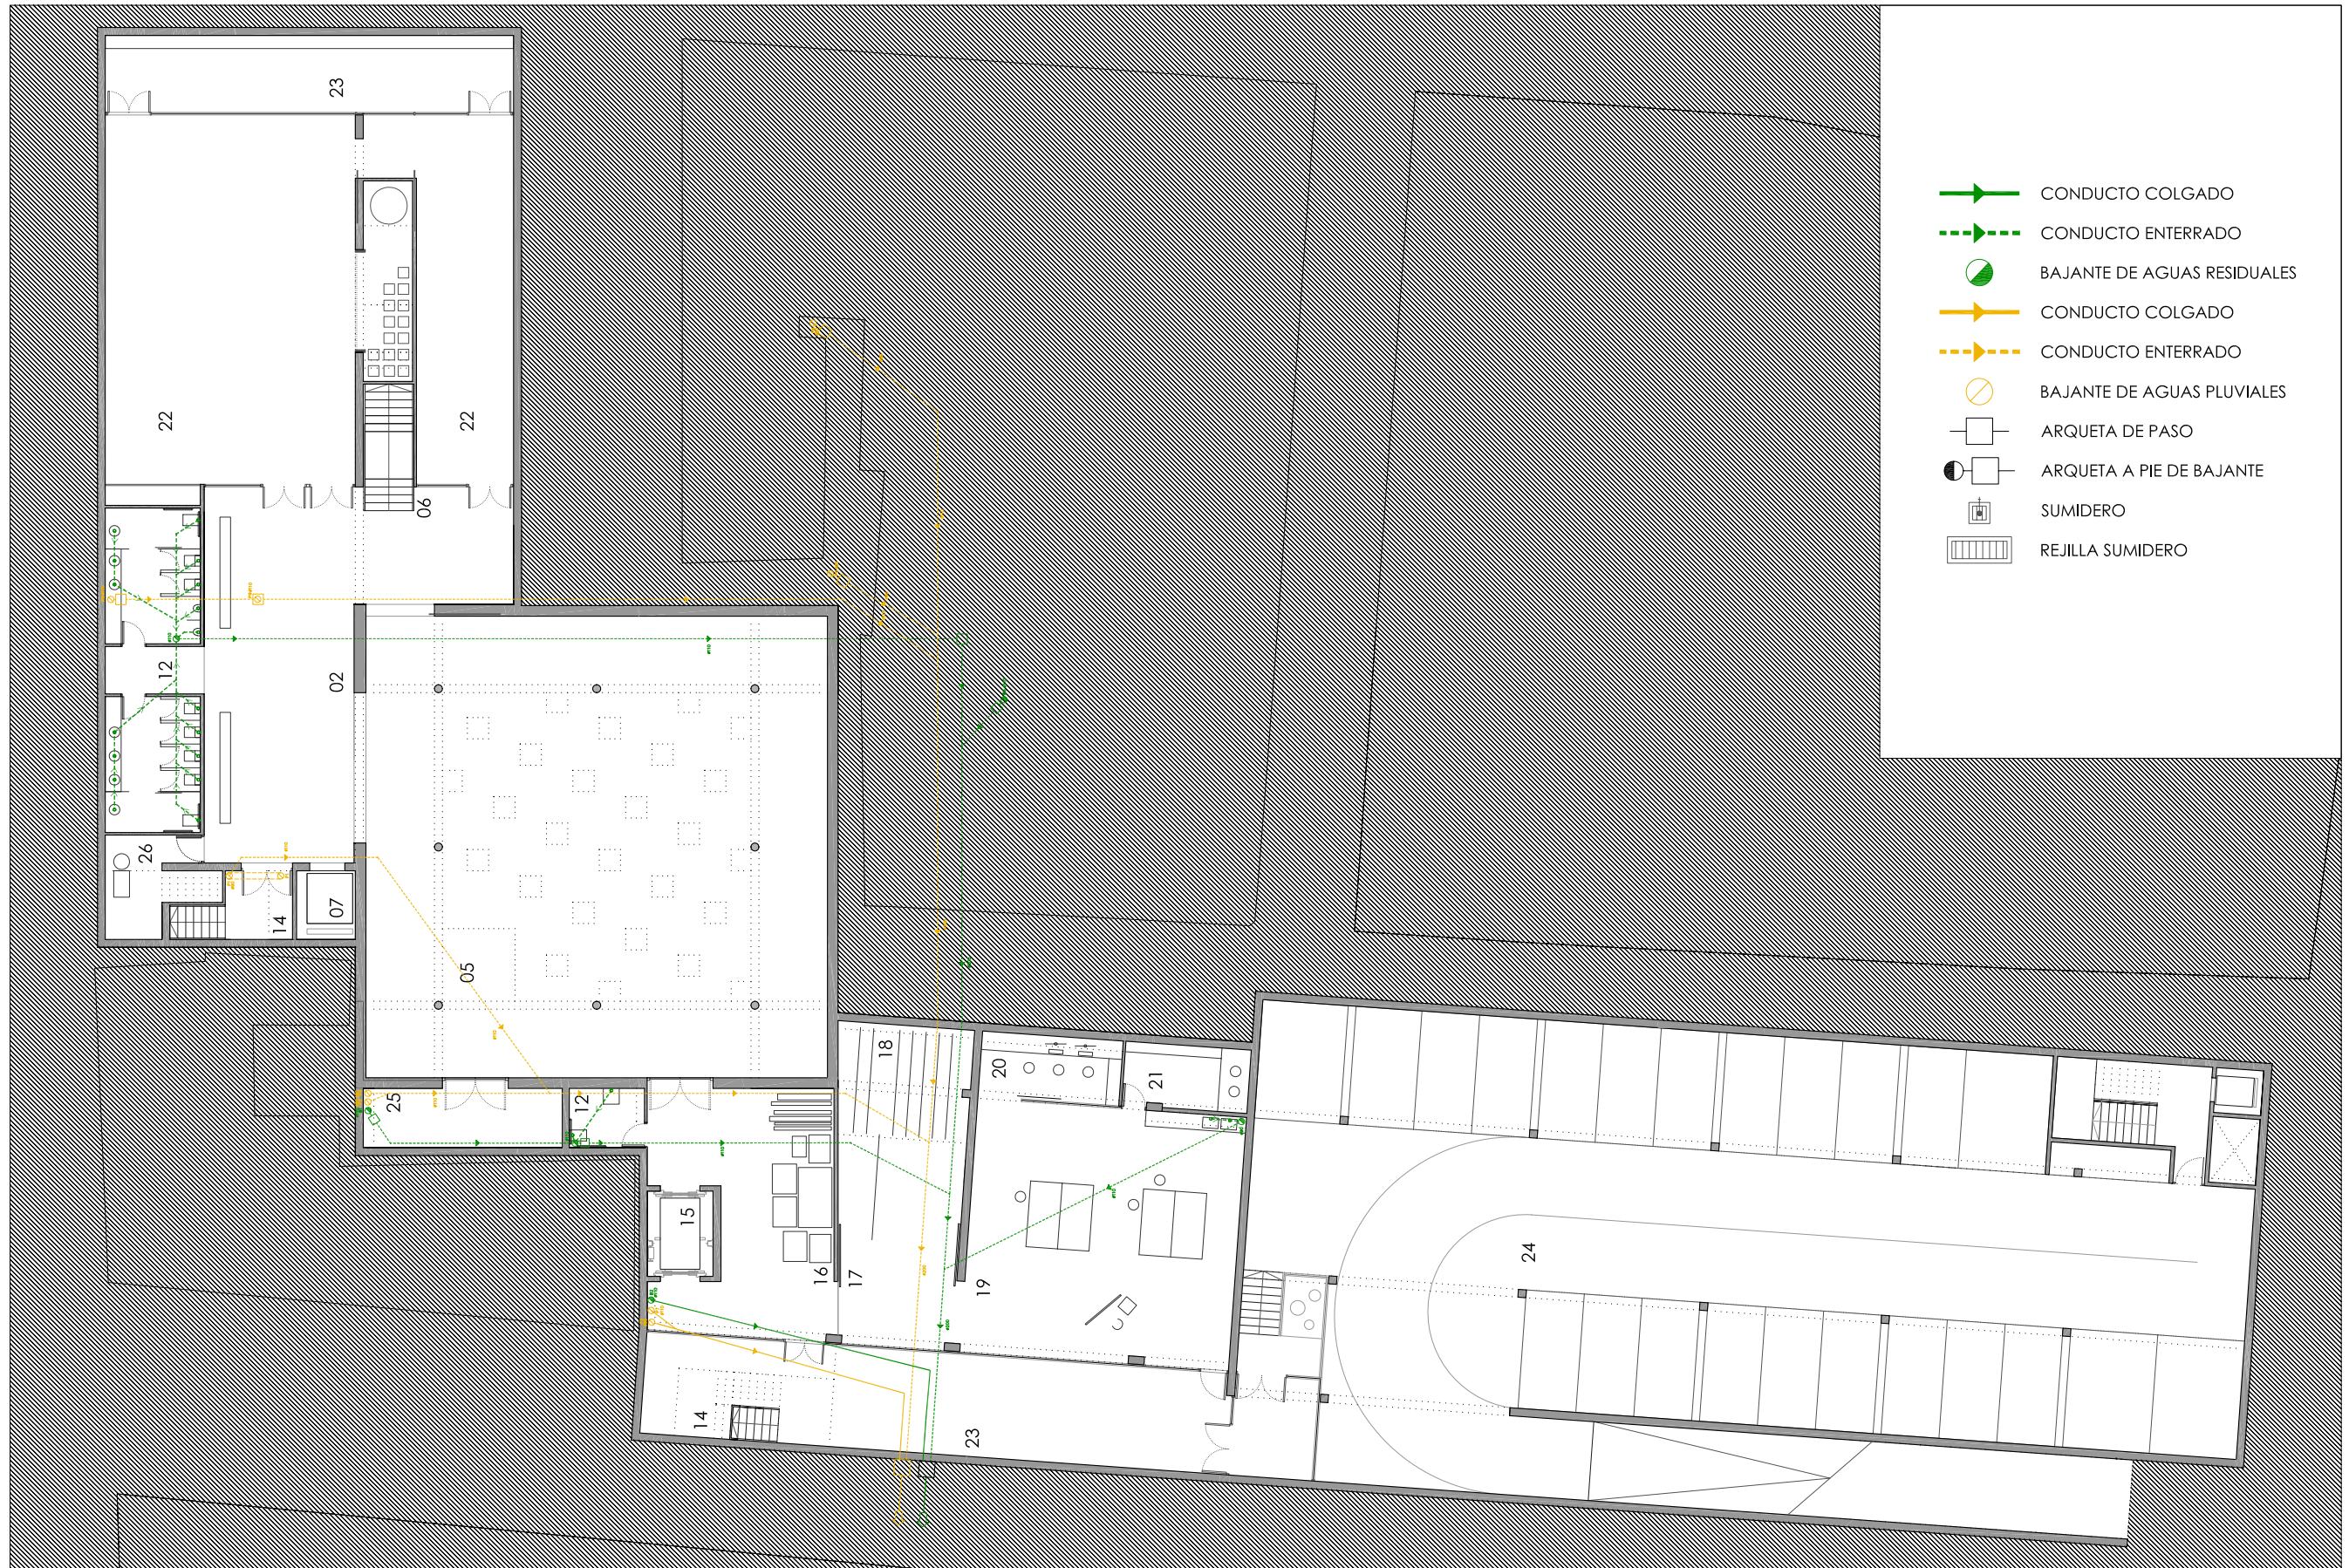 CONDUCTO COLGADO
CONDUCTO ENTERRADO
BAJANTE DE AGUAS RESIDUALES
CONDUCTO COLGADO
CONDUCTO ENTERRADO
BAJANTE DE AGUAS PLUVIALES
ARQUETA DE PASO
ARQUETA A PIE DE BAJANTE
SUMIDERO
REJILLA SUMIDERO
23
22
22
06
12
02
26
14
07
05
25
12
18
20
21
15
16
17
19
24
14
23